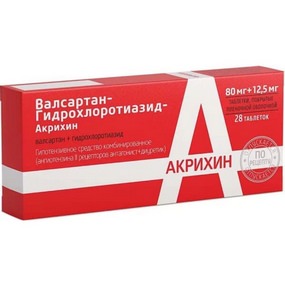 Валсартан-
Гидрохлоротиазид-
Акрихин
валсартан + гидрохлоротиазид
Гипотензивное средство комбинированное
(ангиотензина II рецепторов антагонист+диуретик)
80 мг + 12,5 мг
таблетки, покрытые
пленочной оболочкой
28 таблеток
АКРИХИН
ОТПУСКАЕТСЯ
ПО
РЕЦЕПТУ